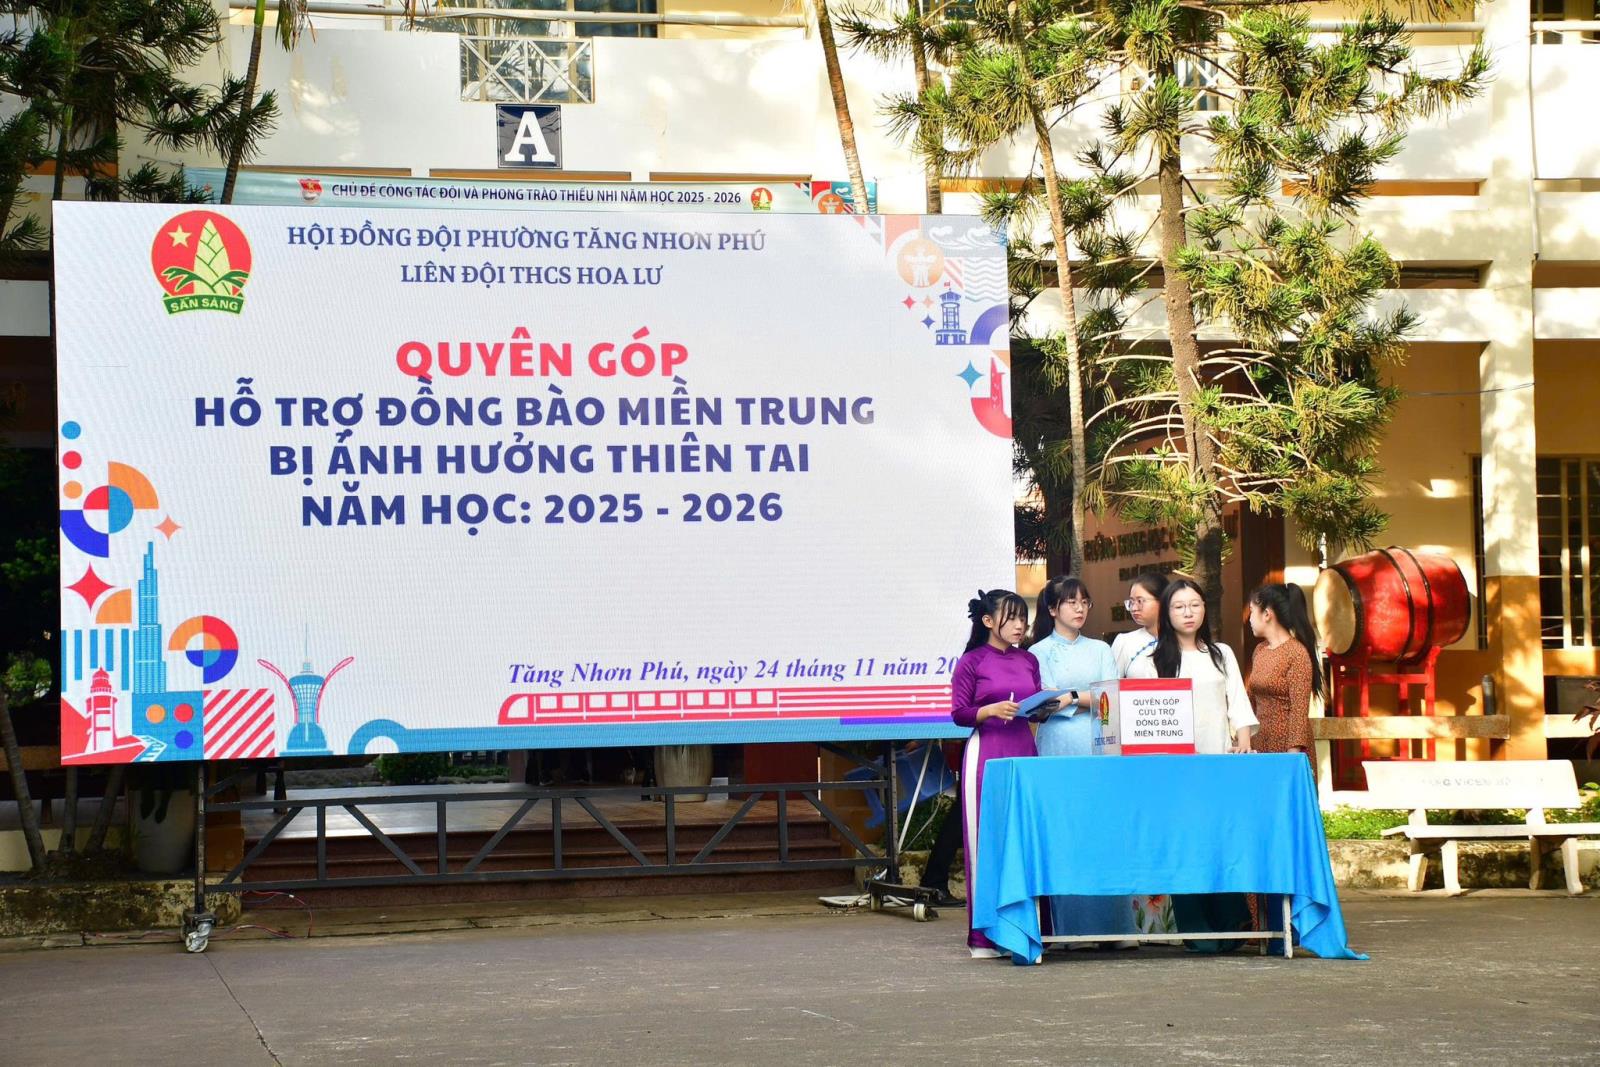 A
CHỦ ĐỀ CÔNG TÁC ĐỘI VÀ PHONG TRÀO THIẾU NHI NĂM HỌC 2025 - 2026
SẴN SÀNG
HỘI ĐỒNG ĐỘI PHƯỜNG TĂNG NHƠN PHÚ
LIÊN ĐỘI THCS HOA LƯ
QUYÊN GÓP
HỖ TRỢ ĐỒNG BÀO MIỀN TRUNG
BỊ ẢNH HƯỞNG THIÊN TAI
NĂM HỌC: 2025 - 2026
Tăng Nhơn Phú, ngày 24 tháng 11 năm 20
QUYÊN GÓP
CỨU TRỢ
ĐỒNG BÀO
MIỀN TRUNG